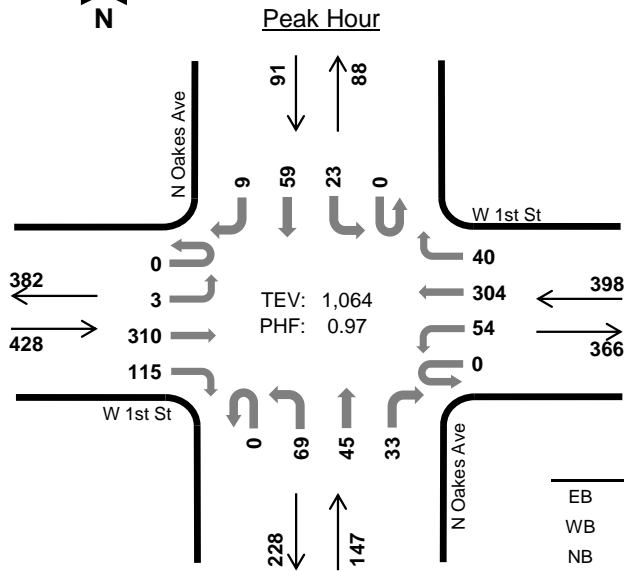 N
Peak Hour
91
88
N Oakes Ave
9
59
23
0
W 1st St
0
40
382
3
TEV: 1,064
304
398
428
310
PHF: 0.97
54
366
115
0
W 1st St
0
69
45
33
N Oakes Ave
228
147
EB
WB
NB